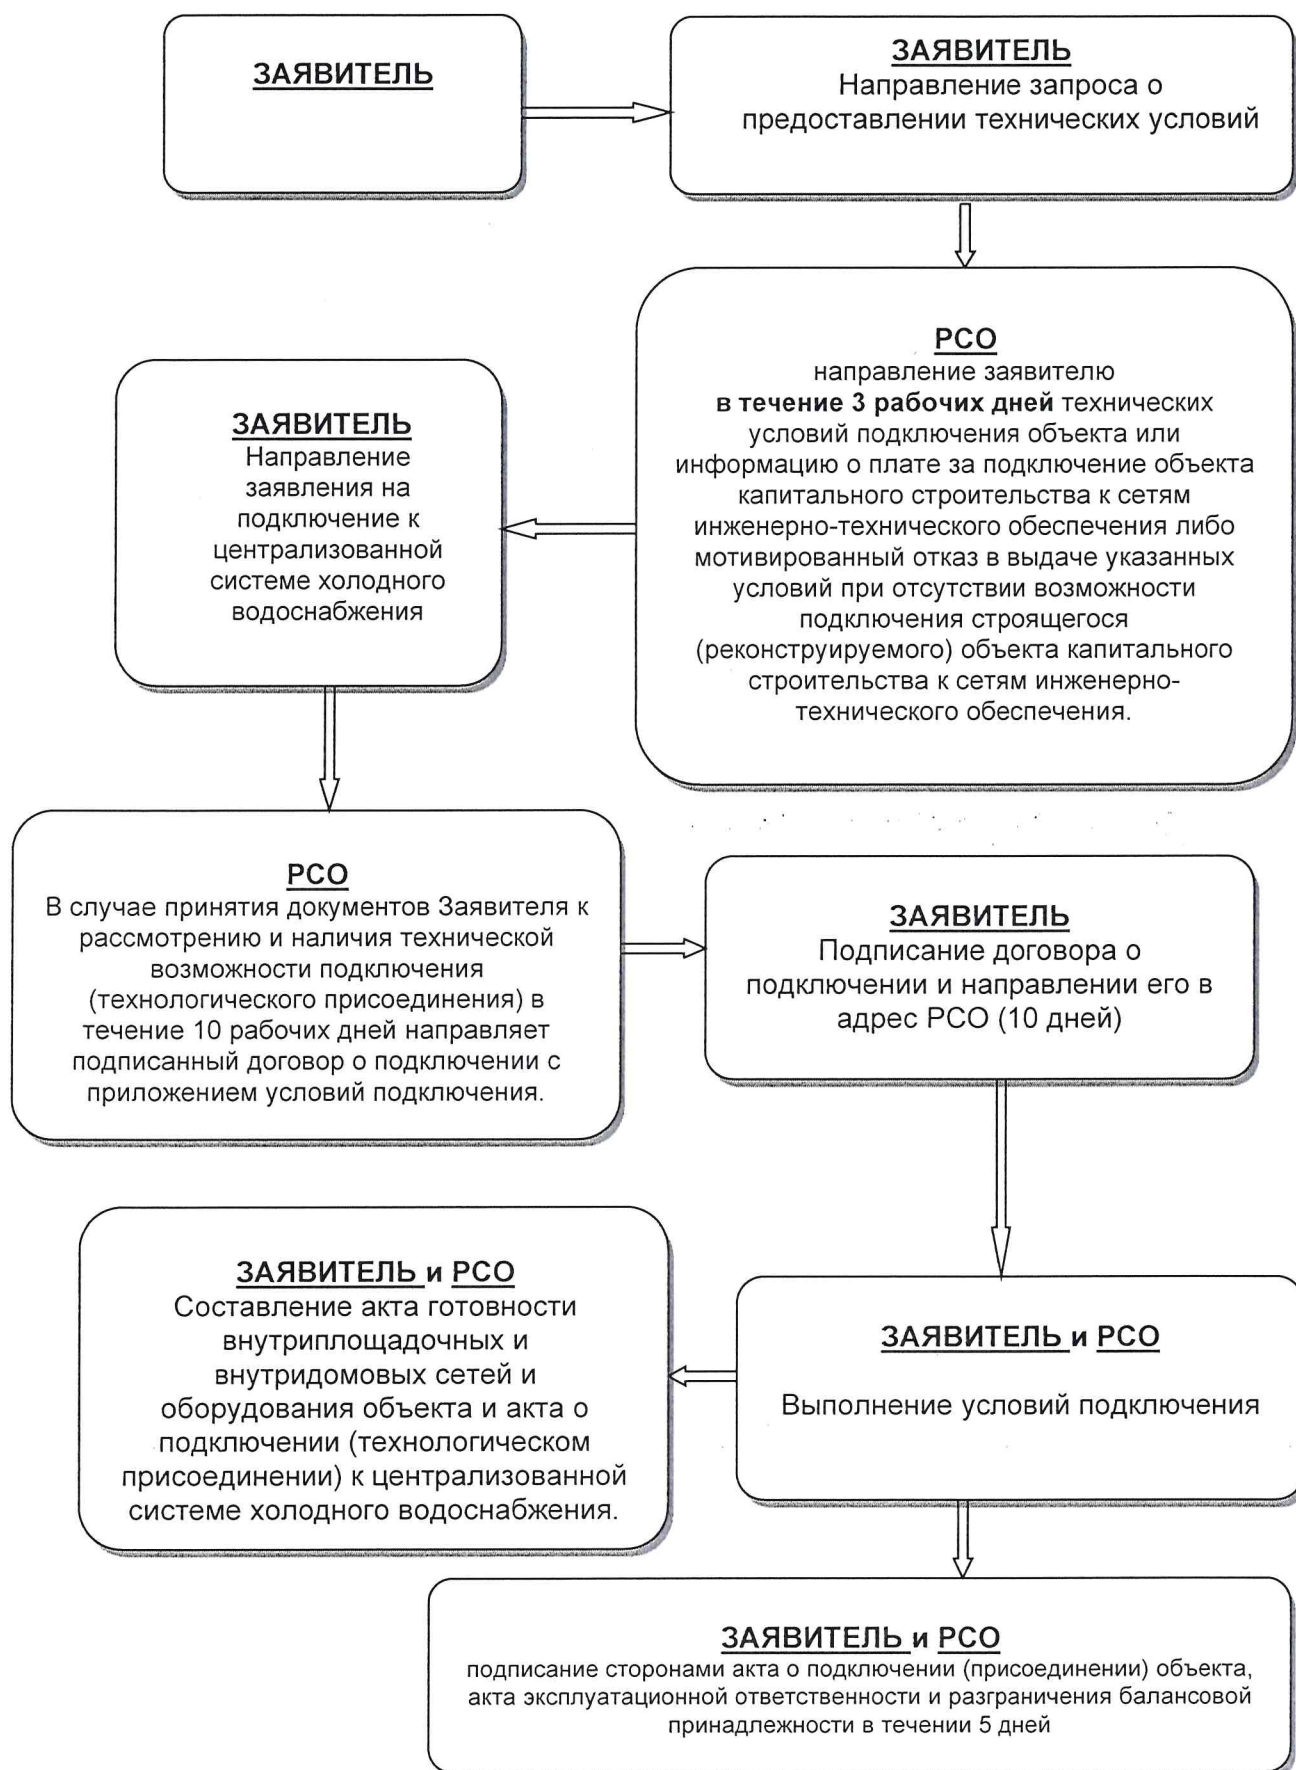 ЗАЯВИТЕЛЬ
ЗАЯВИТЕЛЬ
Направление запроса о
предоставлении технических условий
РСО
направление заявителю
в течение 3 рабочих дней технических
условий подключения объекта или
информацию о плате за подключение объекта
капитального строительства к сетям
инженерно-технического обеспечения либо
мотивированный отказ в выдаче указанных
условий при отсутствии возможности
подключения строящегося
(реконструируемого) объекта капитального
строительства к сетям инженерно-
технического обеспечения.
ЗАЯВИТЕЛЬ
Направление
заявления на
подключение к
централизованной
системе холодного
водоснабжения
РСО
В случае принятия документов Заявителя к
рассмотрению и наличия технической
возможности подключения
(технологического присоединения) в
течение 10 рабочих дней направляет
подписанный договор о подключении с
приложением условий подключения.
ЗАЯВИТЕЛЬ
Подписание договора о
подключении и направлении его в
адрес РСО (10 дней)
ЗАЯВИТЕЛЬ и РСО
Выполнение условий подключения
ЗАЯВИТЕЛЬ и РСО
Составление акта готовности
внутриплощадочных и
внутридомовых сетей и
оборудования объекта и акта о
подключении (технологическом
присоединении) к централизованной
системе холодного водоснабжения.
ЗАЯВИТЕЛЬ и РСО
подписание сторонами акта о подключении (присоединении) объекта,
акта эксплуатационной ответственности и разграничения балансовой
принадлежности в течении 5 дней